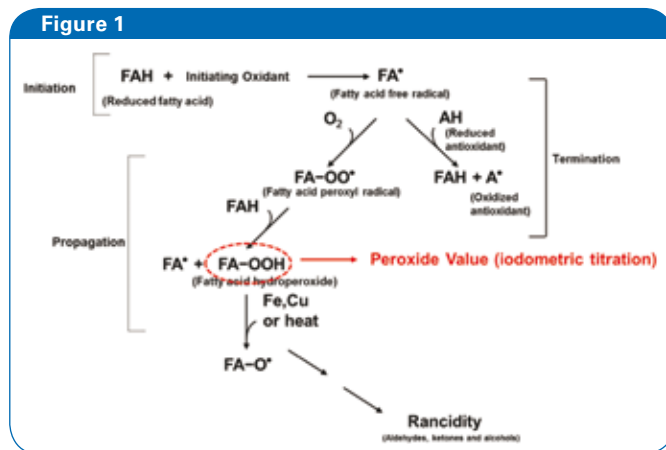 Figure 1
Initiation
FAH + Initiating Oxidant
(Reduced fatty acid)
FA•
(Fatty acid free radical)
O2
AH
(Reduced
antioxidant)
Termination
FA–OO•
(Fatty acid peroxyl radical)
FAH + A•
(Oxidized
antioxidant)
FAH
Propagation
FA• + FA–OOH
(Fatty acid hydroperoxide)
Peroxide Value (iodometric titration)
Fe,Cu
or heat
FA–O•
Rancidity
(Aldehydes, ketones and alcohols)